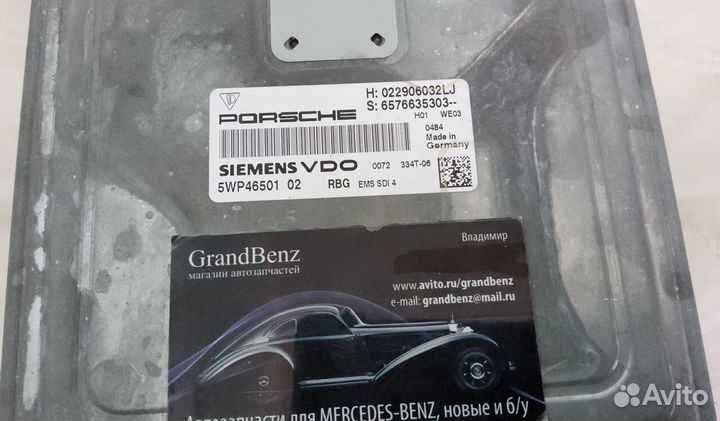 PORSCHE
H: 022906032LJ
S: 6576635303--
H01 WE03
0484
Made in
Germany
SIEMENS VDO 0072 334T-06
5WP46501 02 RBG EMS SDI 4
GrandBenz
магазин автозапчастей
Владимир
www.avito.ru/grandbenz
e-mail: grandbenz@mail.ru
Автозапчасти для MERCEDES-BENZ, новые и б/у
Avito